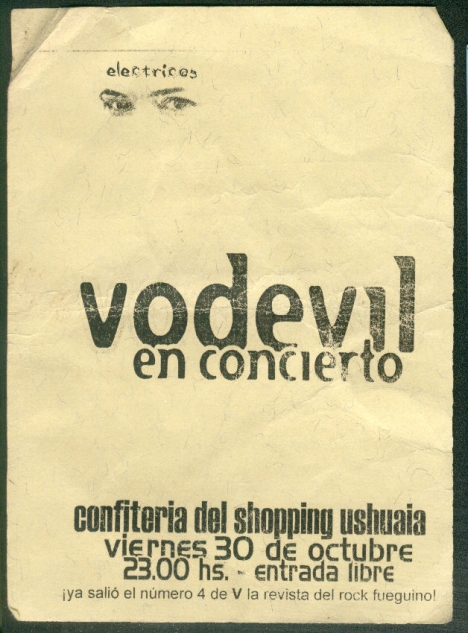 electricos
vodevil
en concierto
confiteria del shopping ushuaia
viernes 30 de octubre
23.00 hs. - entrada libre
¡ya salió el número 4 de V la revista del rock fueguino!